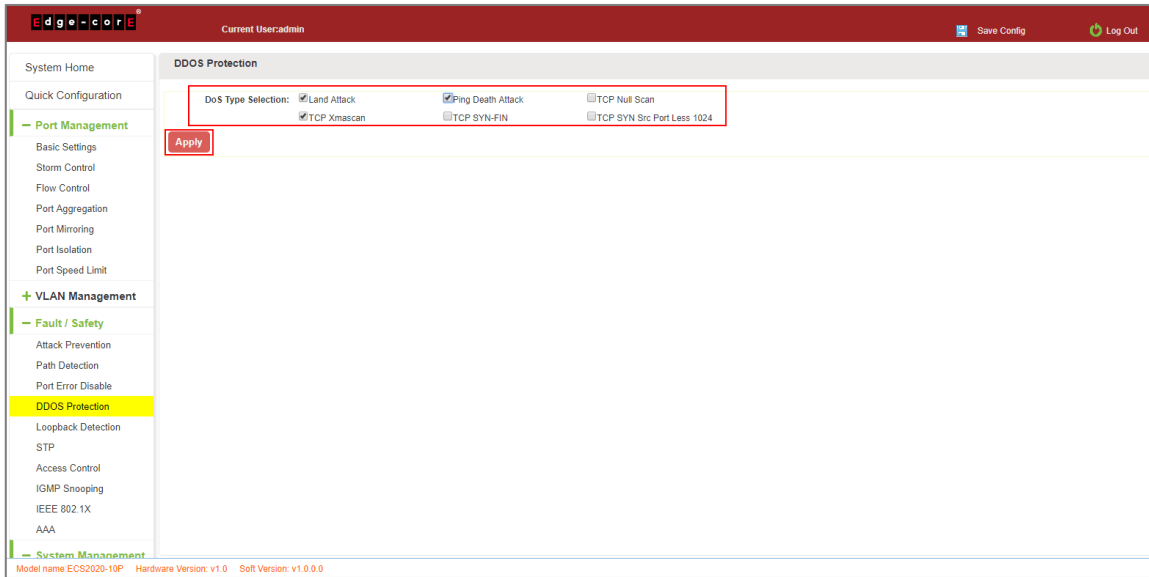 Edge-corE®
Current User:admin
Save Config
Log Out
System Home
Quick Configuration
Port Management
Basic Settings
Storm Control
Flow Control
Port Aggregation
Port Mirroring
Port Isolation
Port Speed Limit
VLAN Management
Fault / Safety
Attack Prevention
Path Detection
Port Error Disable
DDOS Protection
Loopback Detection
STP
Access Control
IGMP Snooping
IEEE 802.1X
AAA
System Management
DDOS Protection
DoS Type Selection: Land Attack Ping Death Attack TCP Null Scan
TCP Xmascan TCP SYN-FIN TCP SYN Src Port Less 1024
Apply
Model name:ECS2020-10P Hardware Version: v1.0 Soft Version: v1.0.0.0